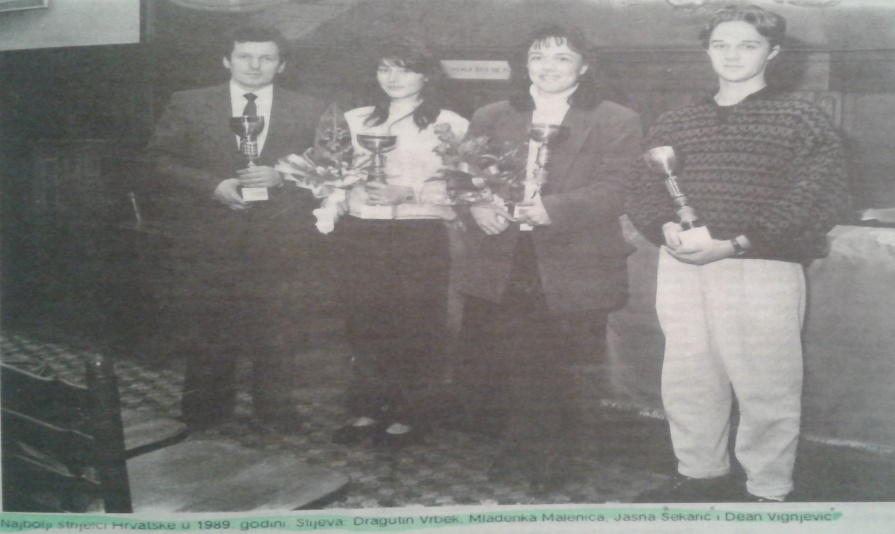 Najbolji strijelci Hrvatske u 1989. godini. Slijeva: Dragutin Vrbek, Mladenka Malenica, Jasna Šekarić i Dean Vignjević